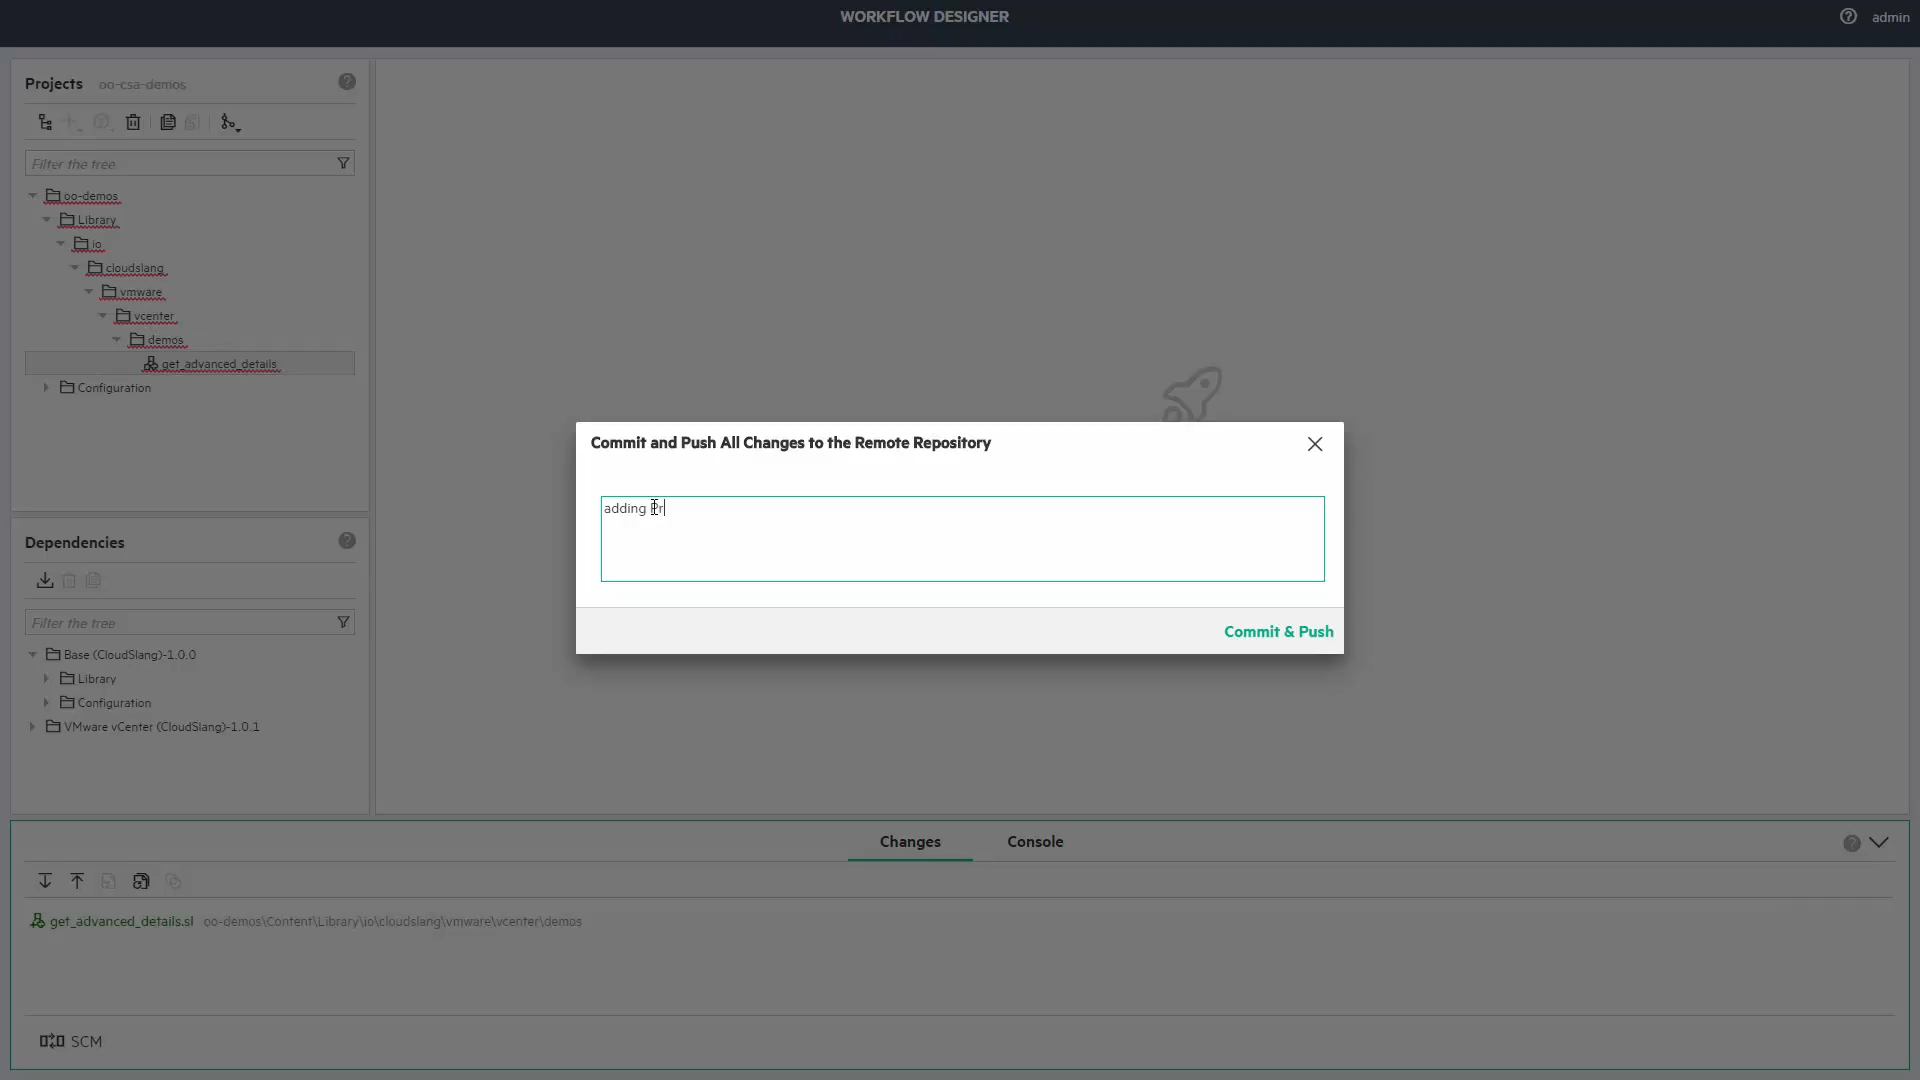 WORKFLOW DESIGNER
admin
Projects oo-csa-demos
Filter the tree
oo-demos
Library
io
cloudslang
vmware
vcenter
demos
get_advanced_details
Configuration
Commit and Push All Changes to the Remote Repository
adding Pr
Commit & Push
Dependencies
Filter the tree
Base (CloudSlang)-1.0.0
Library
Configuration
VMware vCenter (CloudSlang)-1.0.1
Changes
Console
get_advanced_details.sl oo-demos\Content\Library\io\cloudslang\vmware\vcenter\demos
SCM